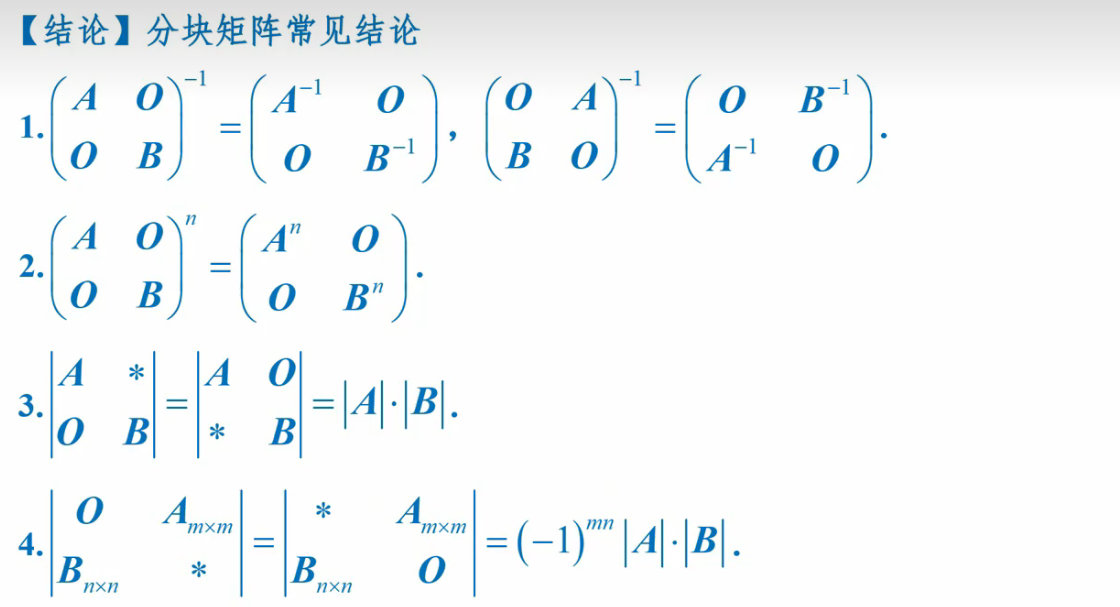 【结论】分块矩阵常见结论
1. $\begin{pmatrix} A & O \\ O & B \end{pmatrix}^{-1} = \begin{pmatrix} A^{-1} & O \\ O & B^{-1} \end{pmatrix}$, $\begin{pmatrix} O & A \\ B & O \end{pmatrix}^{-1} = \begin{pmatrix} O & B^{-1} \\ A^{-1} & O \end{pmatrix}$.
2. $\begin{pmatrix} A & O \\ O & B \end{pmatrix}^{n} = \begin{pmatrix} A^{n} & O \\ O & B^{n} \end{pmatrix}$.
3. $\begin{vmatrix} A & * \\ O & B \end{vmatrix} = \begin{vmatrix} A & O \\ * & B \end{vmatrix} = |A| \cdot |B|$.
4. $\begin{vmatrix} O & A_{m \times m} \\ B_{n \times n} & * \end{vmatrix} = \begin{vmatrix} * & A_{m \times m} \\ B_{n \times n} & O \end{vmatrix} = (-1)^{mn} |A| \cdot |B|$.